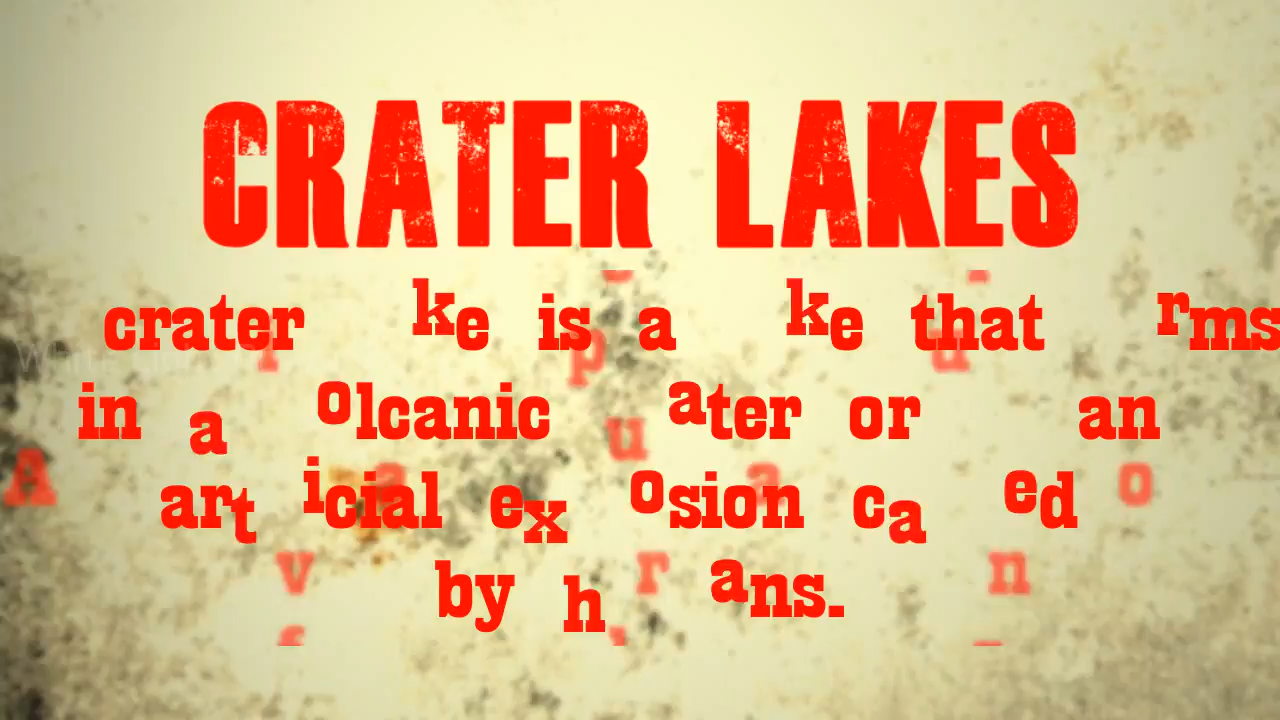 CRATER LAKES
crater ke is a ke that rms
in a olcanic ater or an
art icial ex osion ca ed
by h ans.